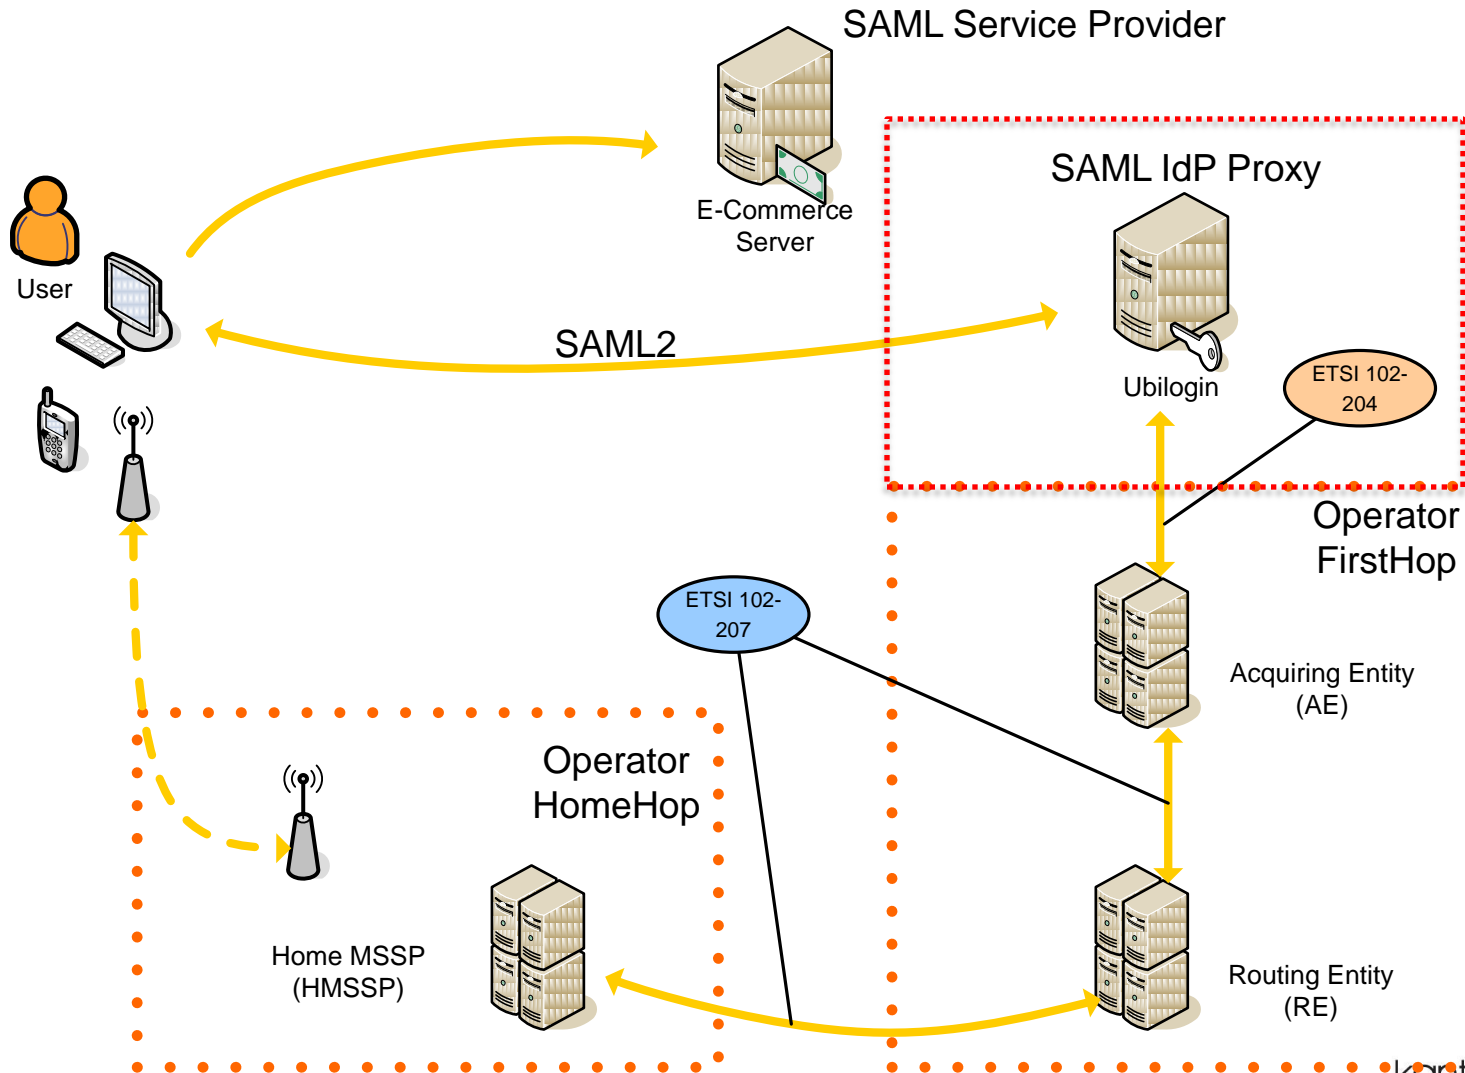 SAML Service Provider
E-Commerce
Server
SAML IdP Proxy
Ubilogin
User
SAML2
ETSI 102-
204
Operator
FirstHop
ETSI 102-
207
Acquiring Entity
(AE)
Operator
HomeHop
Home MSSP
(HMSSP)
Routing Entity
(RE)